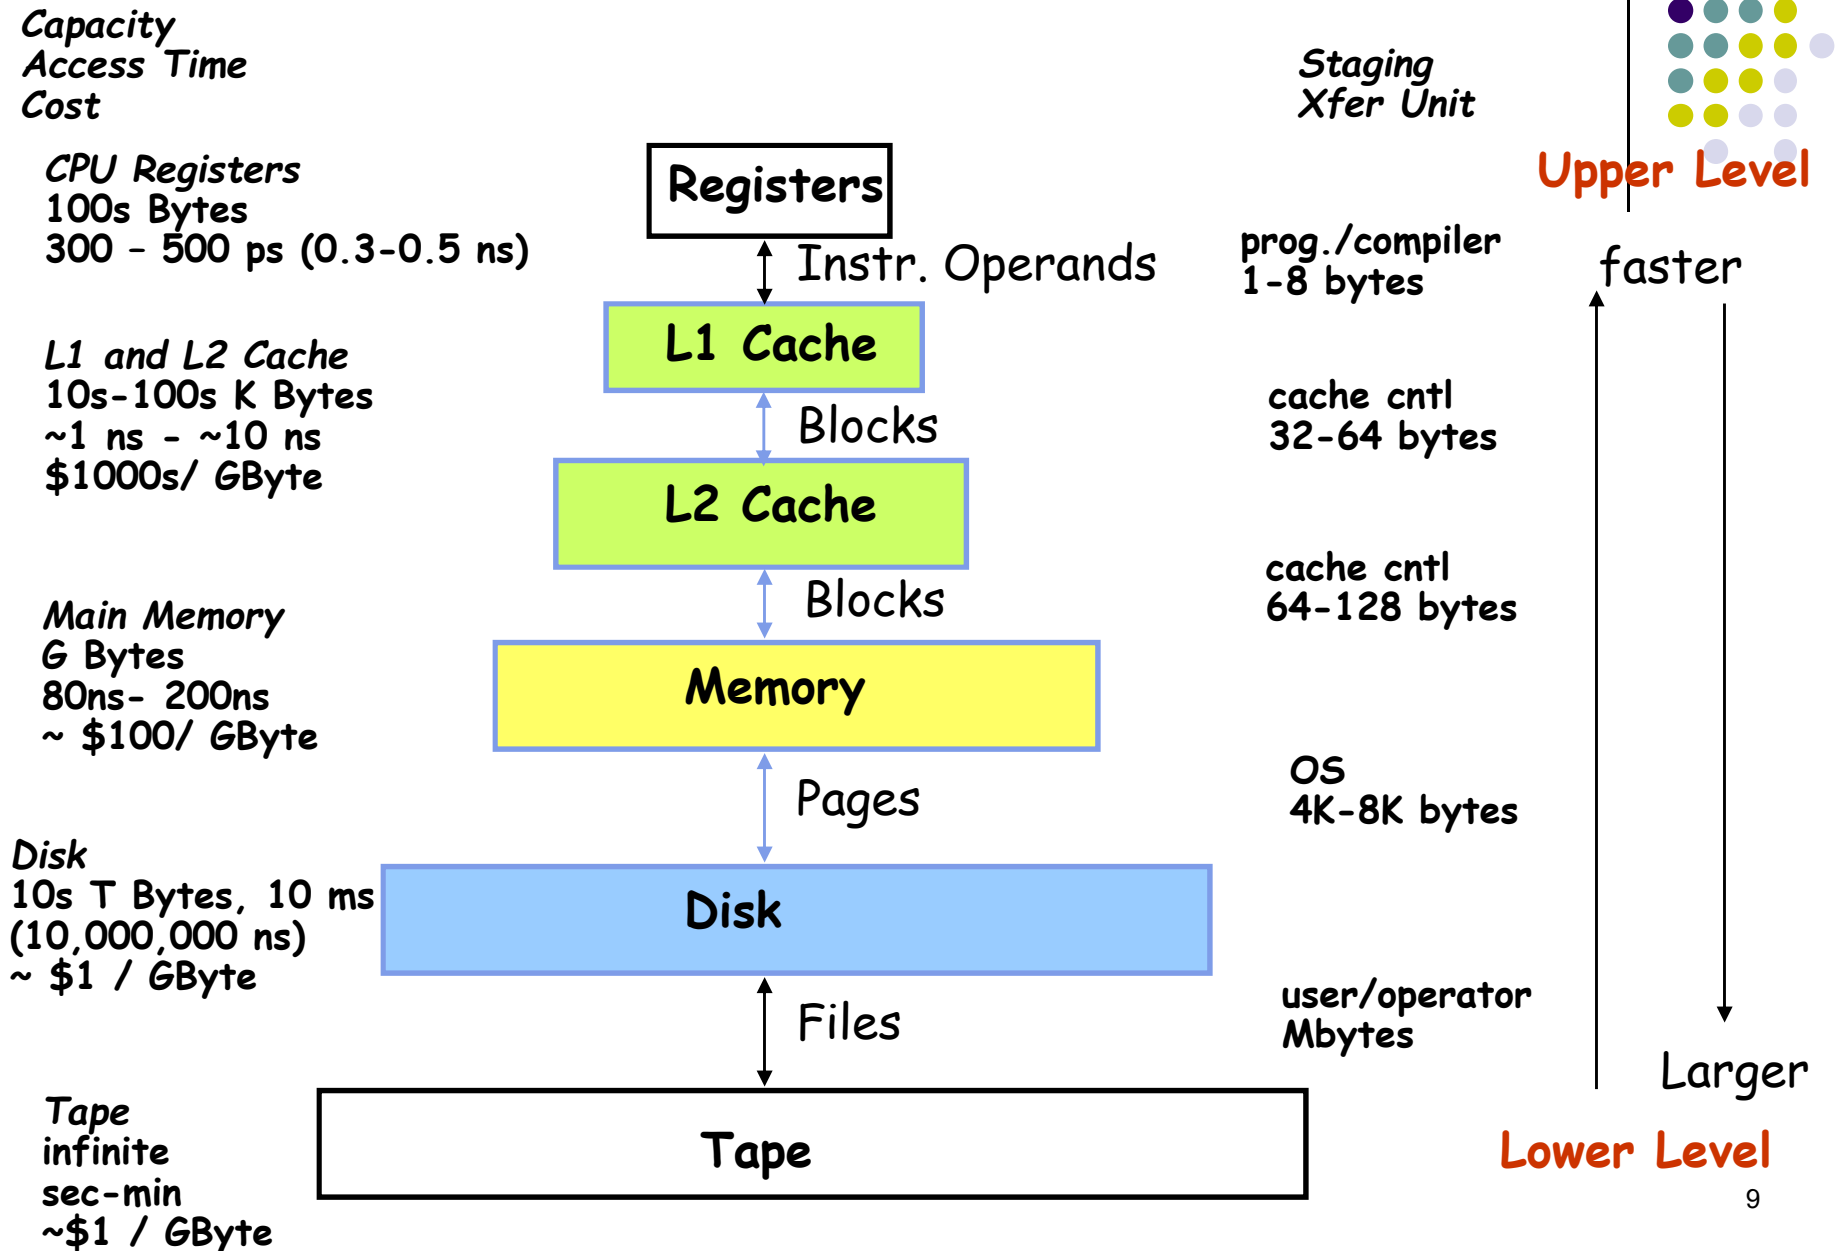 Capacity
Access Time
Cost
Staging
Xfer Unit
Upper Level
CPU Registers
100s Bytes
300 – 500 ps (0.3-0.5 ns)
Registers
Instr. Operands
prog./compiler
1-8 bytes
faster
L1 and L2 Cache
10s-100s K Bytes
~1 ns - ~10 ns
$1000s/ GByte
L1 Cache
Blocks
cache cntl
32-64 bytes
L2 Cache
Blocks
cache cntl
64-128 bytes
Main Memory
G Bytes
80ns- 200ns
~ $100/ GByte
Memory
Pages
OS
4K-8K bytes
Disk
10s T Bytes, 10 ms
(10,000,000 ns)
~ $1 / GByte
Disk
Files
user/operator
Mbytes
Larger
Tape
infinite
sec-min
~$1 / GByte
Tape
Lower Level
9